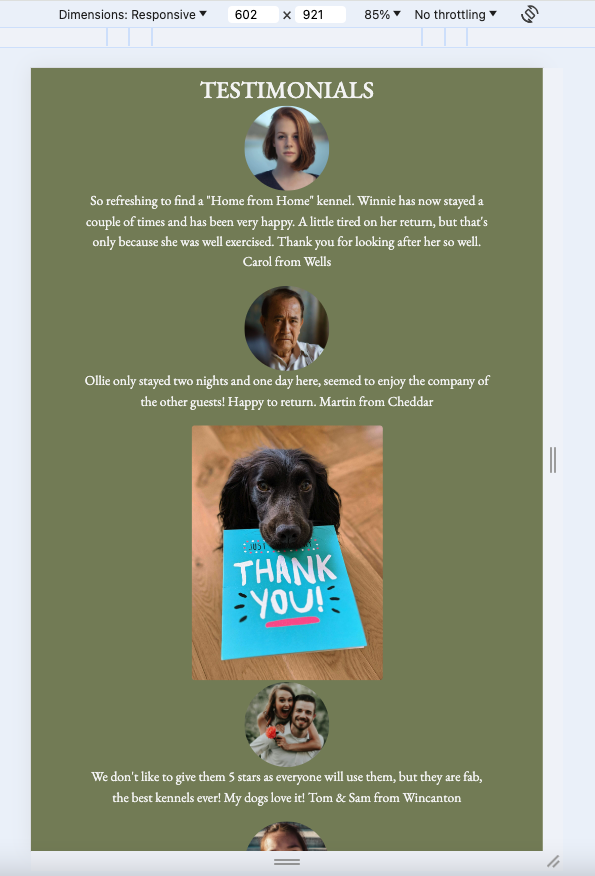 Dimensions: Responsive 602 x 921 85% No throttling
TESTIMONIALS
So refreshing to find a "Home from Home" kennel. Winnie has now stayed a
couple of times and has been very happy. A little tired on her return, but that's
only because she was well exercised. Thank you for looking after her so well.
Carol from Wells
Ollie only stayed two nights and one day here, seemed to enjoy the company of
the other guests! Happy to return. Martin from Cheddar
JUST
THANK
YOU!
We don't like to give them 5 stars as everyone will use them, but they are fab,
the best kennels ever! My dogs love it! Tom & Sam from Wincanton